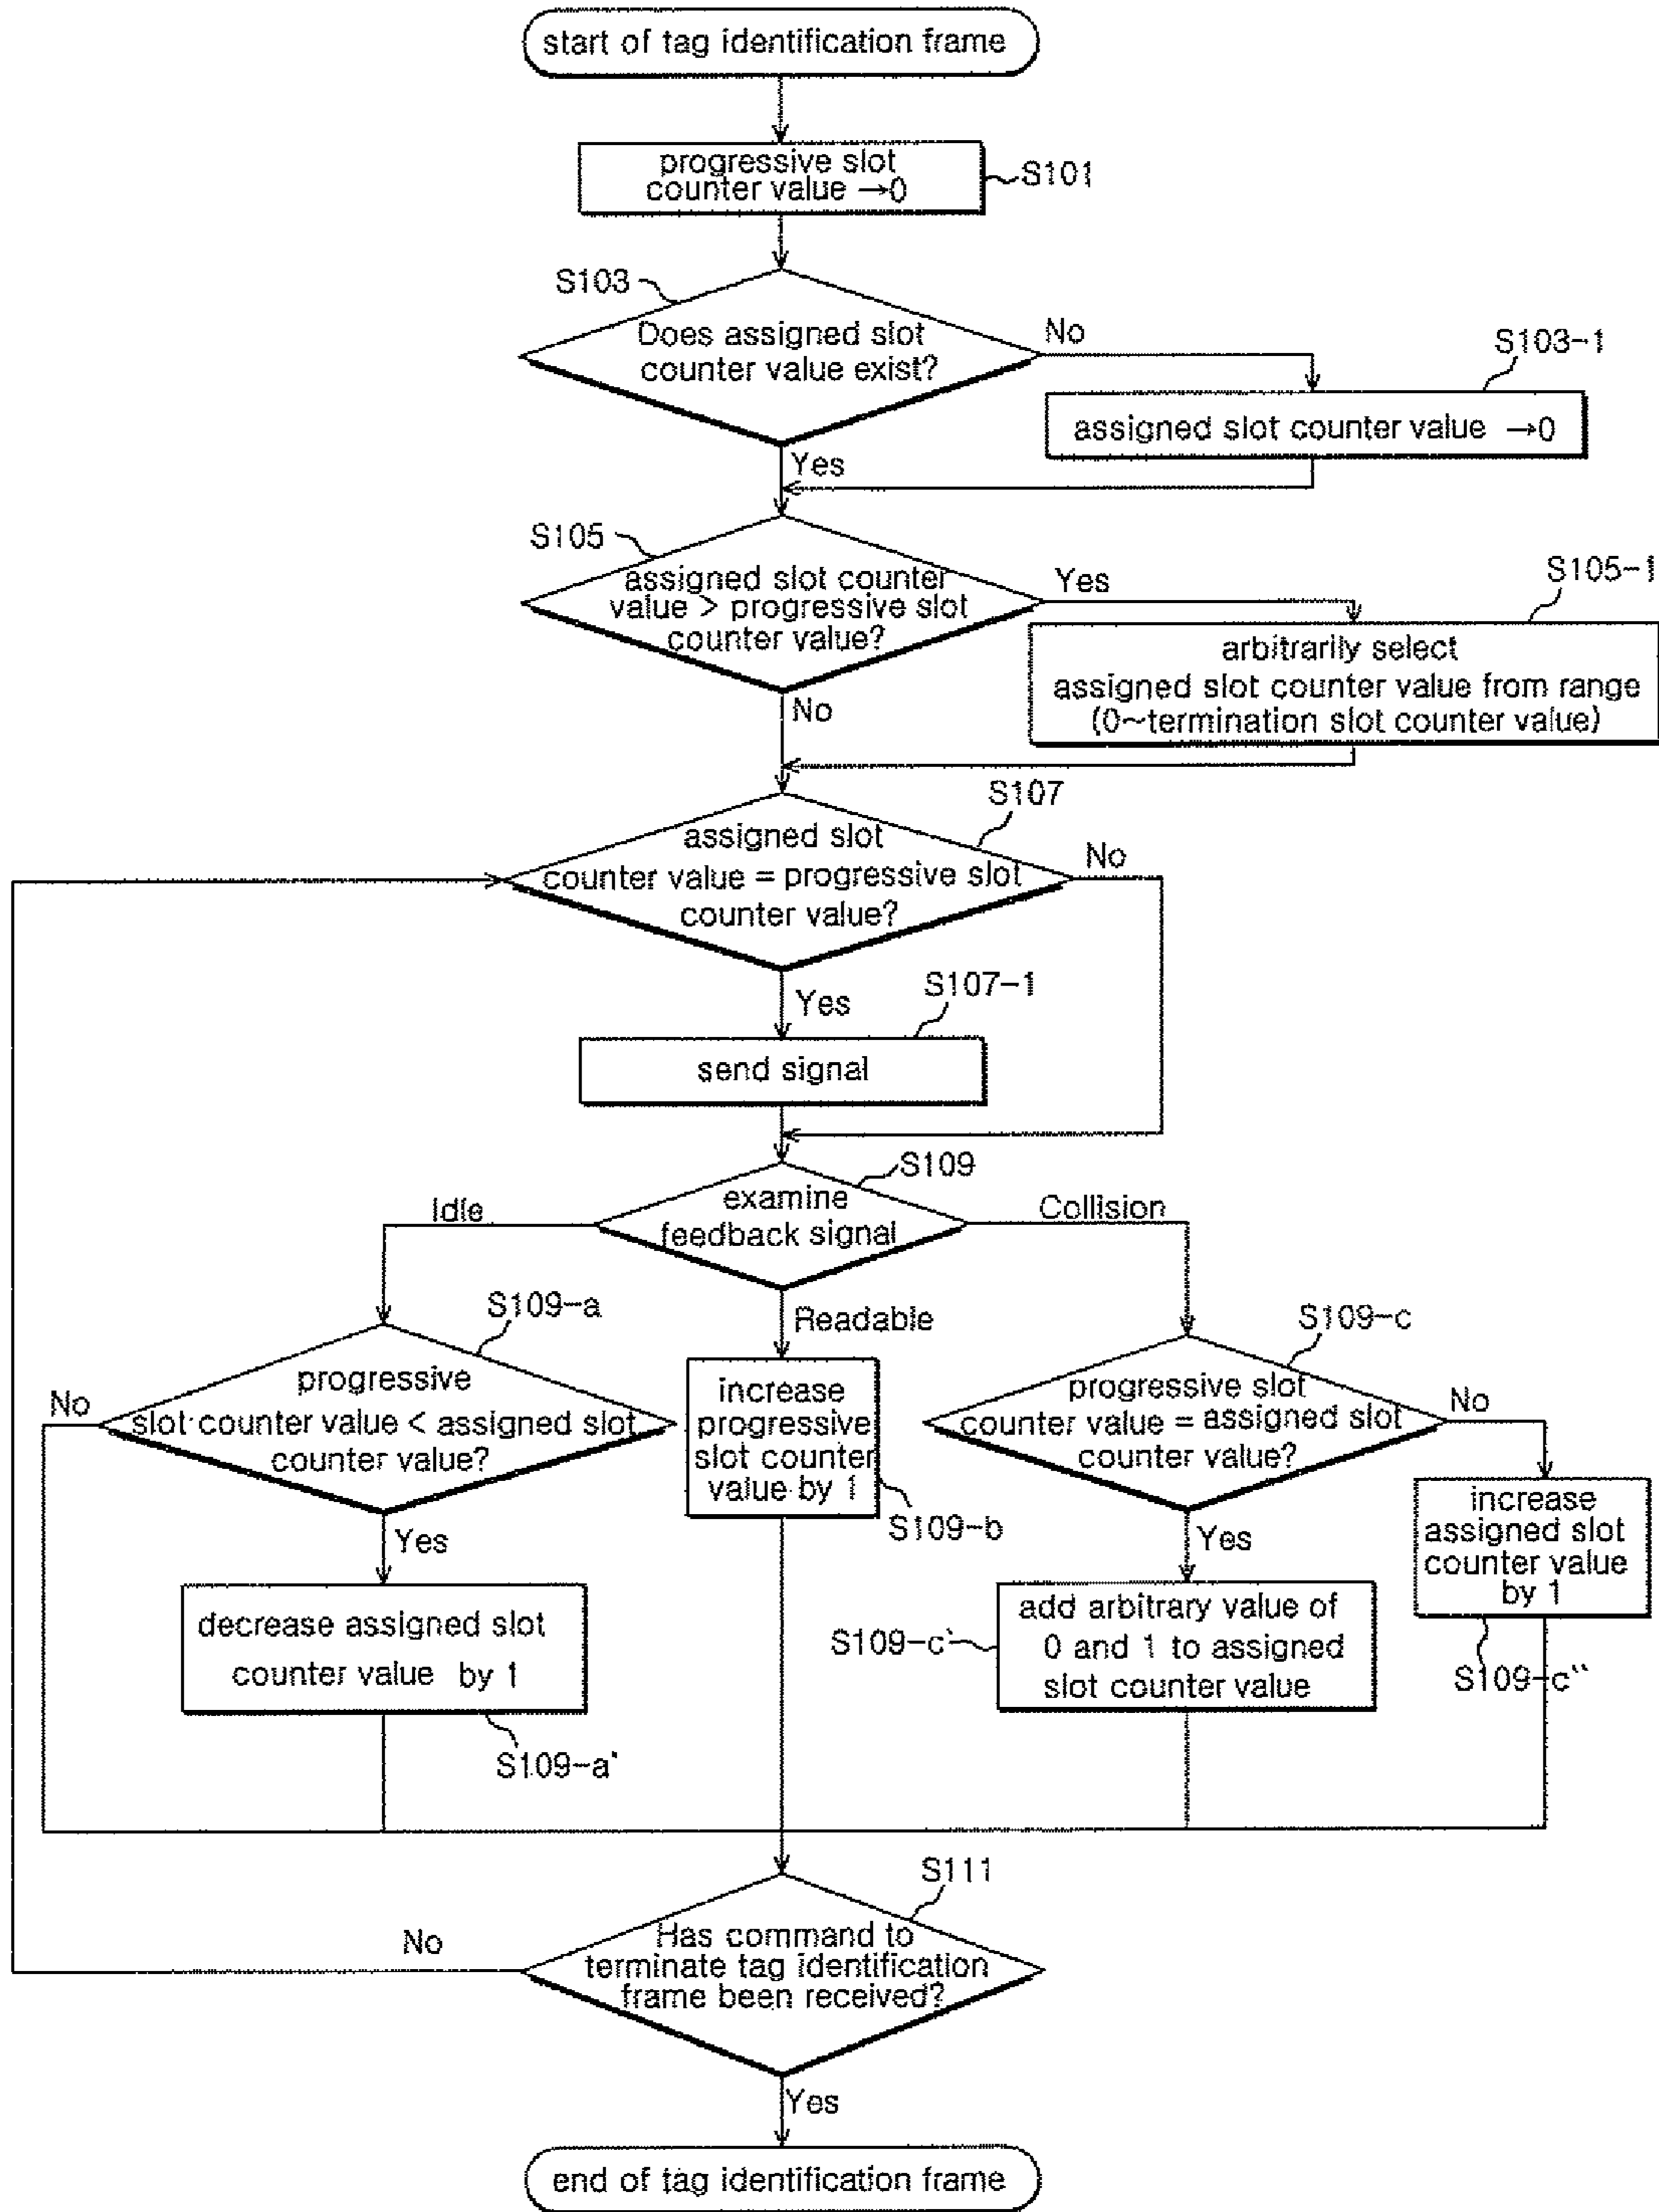 start of tag identification frame
progressive slot
counter value →0
S101
S103
Does assigned slot
counter value exist?
No
S103-1
assigned slot counter value →0
Yes
S105
assigned slot counter
value > progressive slot
counter value?
Yes
S105-1
arbitrarily select
assigned slot counter value from range
(0~termination slot counter value)
No
S107
assigned slot
counter value = progressive slot
counter value?
No
Yes
S107-1
send signal
S109
examine
feedback signal
Idle
Collision
Readable
S109-a
progressive
slot counter value < assigned slot
counter value?
No
Yes
decrease assigned slot
counter value by 1
S109-a'
increase
progressive
slot counter
value by 1
S109-b
S109-c
progressive slot
counter value = assigned slot
counter value?
No
Yes
add arbitrary value of
0 and 1 to assigned
slot counter value
S109-c'
increase
assigned slot
counter value
by 1
S109-c''
S111
Has command to
terminate tag identification
frame been received?
No
Yes
end of tag identification frame